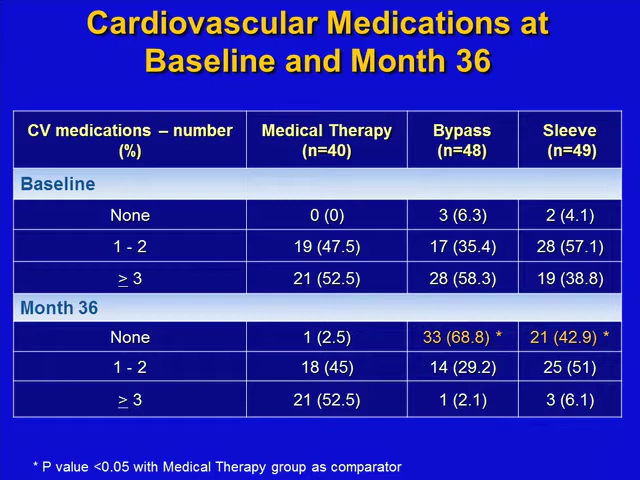 Cardiovascular Medications at
Baseline and Month 36
CV medications – number (%) Medical Therapy (n=40) Bypass (n=48) Sleeve (n=49)
Baseline
None 0 (0) 3 (6.3) 2 (4.1)
1 - 2 19 (47.5) 17 (35.4) 28 (57.1)
≥ 3 21 (52.5) 28 (58.3) 19 (38.8)
Month 36
None 1 (2.5) 33 (68.8) * 21 (42.9) *
1 - 2 18 (45) 14 (29.2) 25 (51)
≥ 3 21 (52.5) 1 (2.1) 3 (6.1)
* P value <0.05 with Medical Therapy group as comparator